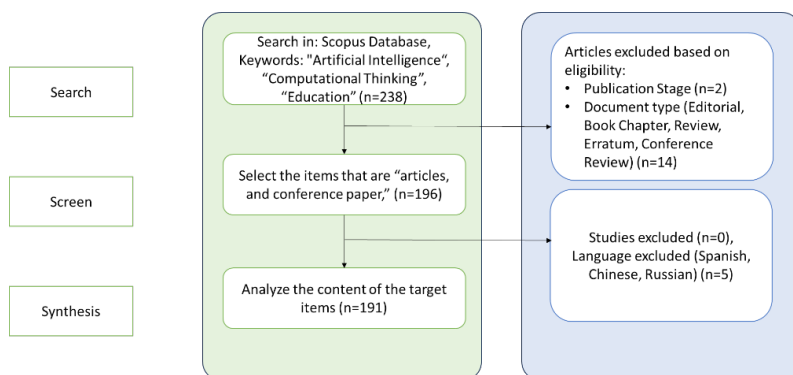 Search
Screen
Synthesis
Search in: Scopus Database,
Keywords: "Artificial Intelligence“,
“Computational Thinking”,
“Education” (n=238)
Select the items that are “articles,
and conference paper,” (n=196)
Analyze the content of the target
items (n=191)
Articles excluded based on
eligibility:
• Publication Stage (n=2)
• Document type (Editorial,
Book Chapter, Review,
Erratum, Conference
Review) (n=14)
Studies excluded (n=0),
Language excluded (Spanish,
Chinese, Russian) (n=5)